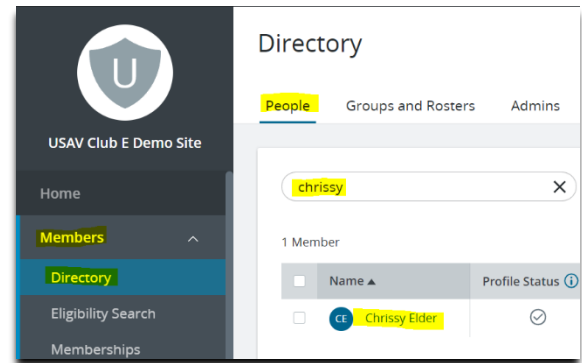 U
USAV Club E Demo Site
Home
Members
Directory
Eligibility Search
Memberships
Directory
People Groups and Rosters Admins
chrissy
1 Member
Name Profile Status
CE Chrissy Elder